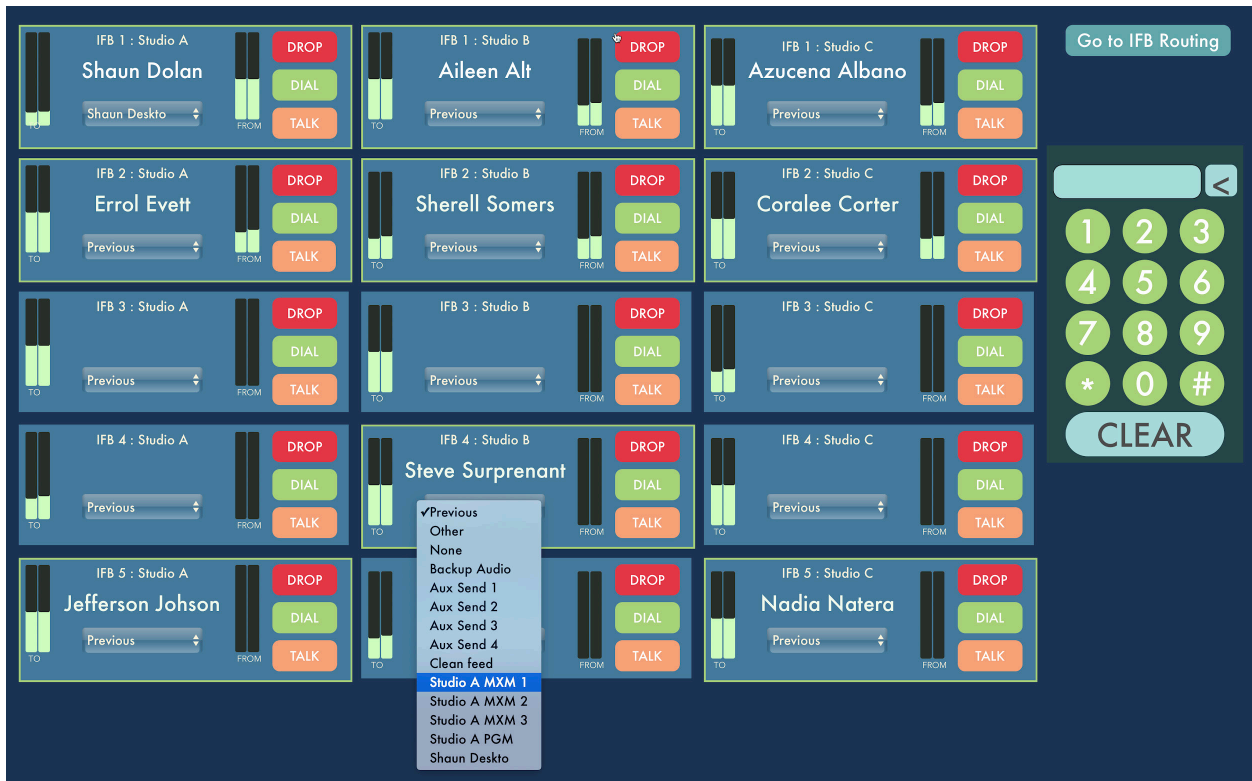 IFB 1 : Studio A
Shaun Dolan
Shaun Deskto
TO
FROM
DROP
DIAL
TALK
IFB 1 : Studio B
Aileen Alt
Previous
TO
FROM
DROP
DIAL
TALK
IFB 1 : Studio C
Azucena Albano
Previous
TO
FROM
DROP
DIAL
TALK
Go to IFB Routing
IFB 2 : Studio A
Errol Evett
Previous
TO
FROM
DROP
DIAL
TALK
IFB 2 : Studio B
Sherell Somers
Previous
TO
FROM
DROP
DIAL
TALK
IFB 2 : Studio C
Coralee Corter
Previous
TO
FROM
DROP
DIAL
TALK
<
1 2 3
4 5 6
7 8 9
* 0 #
CLEAR
IFB 3 : Studio A
Previous
TO
FROM
DROP
DIAL
TALK
IFB 3 : Studio B
Previous
TO
FROM
DROP
DIAL
TALK
IFB 3 : Studio C
Previous
TO
FROM
DROP
DIAL
TALK
IFB 4 : Studio A
Previous
TO
FROM
DROP
DIAL
TALK
IFB 4 : Studio B
Steve Surprenant
TO
FROM
DROP
DIAL
TALK
✓Previous
Other
None
Backup Audio
Aux Send 1
Aux Send 2
Aux Send 3
Aux Send 4
Clean feed
Studio A MXM 1
Studio A MXM 2
Studio A MXM 3
Studio A PGM
Shaun Deskto
IFB 4 : Studio C
Previous
TO
FROM
DROP
DIAL
TALK
IFB 5 : Studio A
Jefferson Johson
Previous
TO
FROM
DROP
DIAL
TALK
TO
FROM
DROP
DIAL
TALK
IFB 5 : Studio C
Nadia Natera
Previous
TO
FROM
DROP
DIAL
TALK